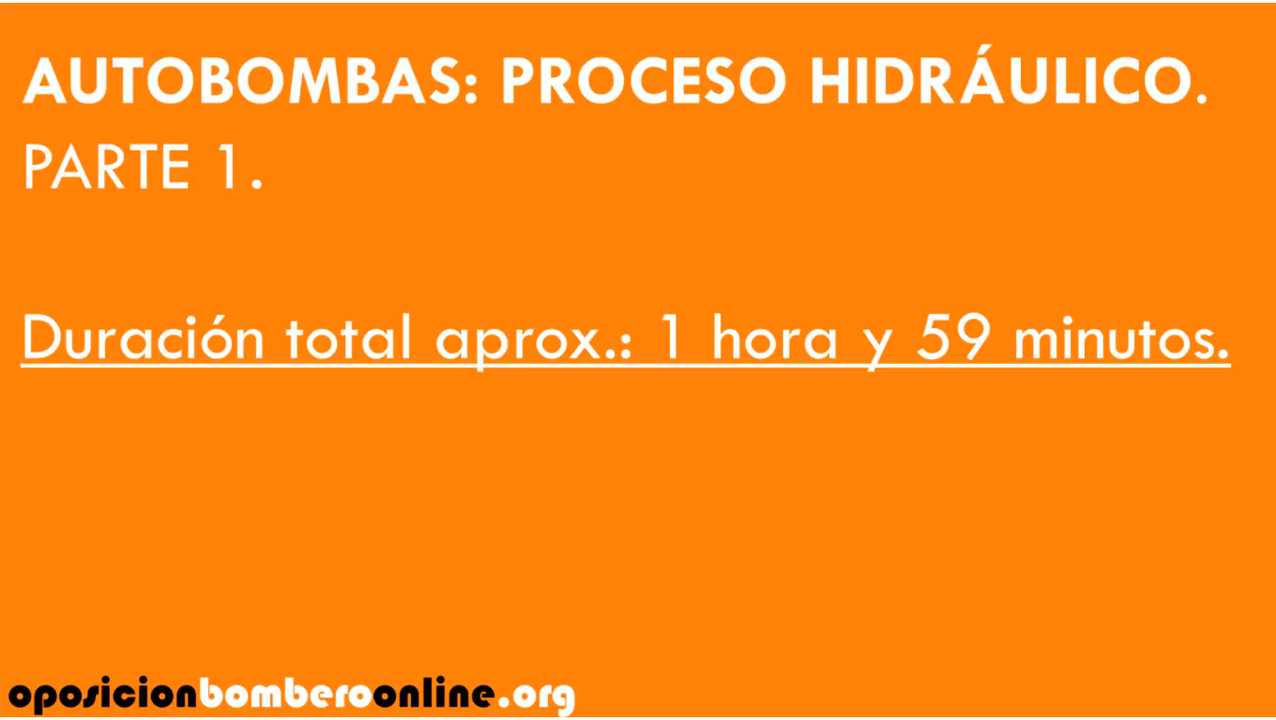 AUTOBOMBAS: PROCESO HIDRÁULICO.
PARTE 1.
Duración total aprox.: 1 hora y 59 minutos.
oposicionbomberoonline.org